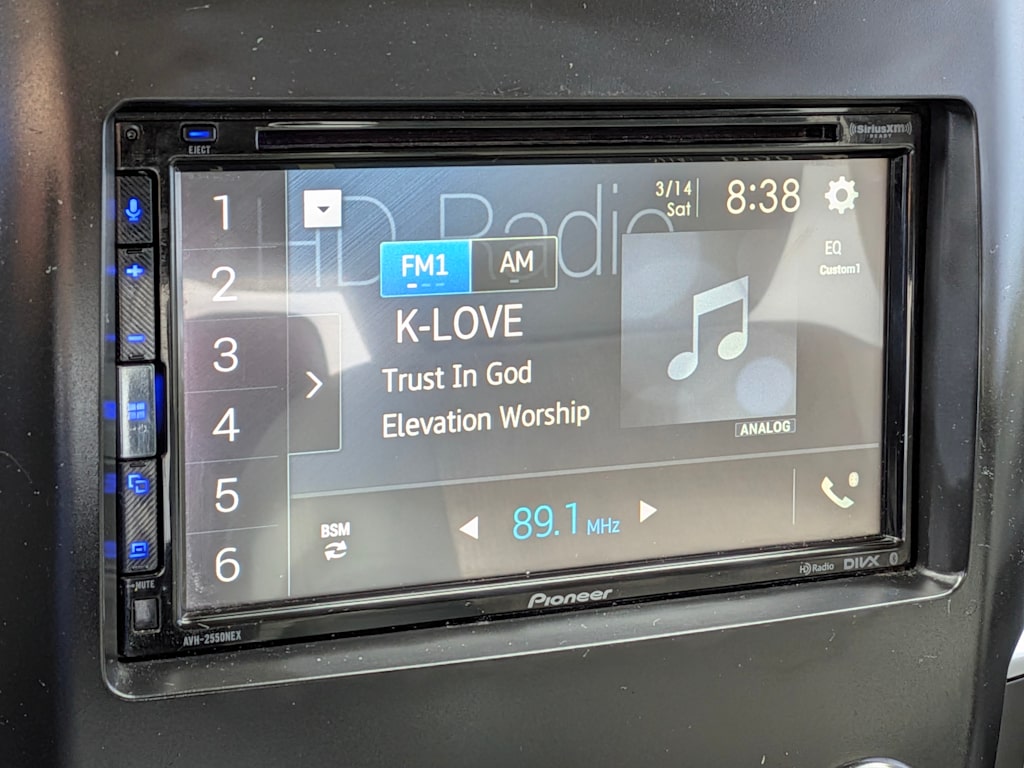 EJECT
SiriusXM
READY
HD Radio
3/14
Sat
8:38
1
2
3
4
5
6
FM1
AM
EQ
Custom1
K-LOVE
Trust In God
Elevation Worship
ANALOG
BSM
89.1 MHz
MUTE
HD Radio
DIVX
Pioneer
AVH-2550NEX